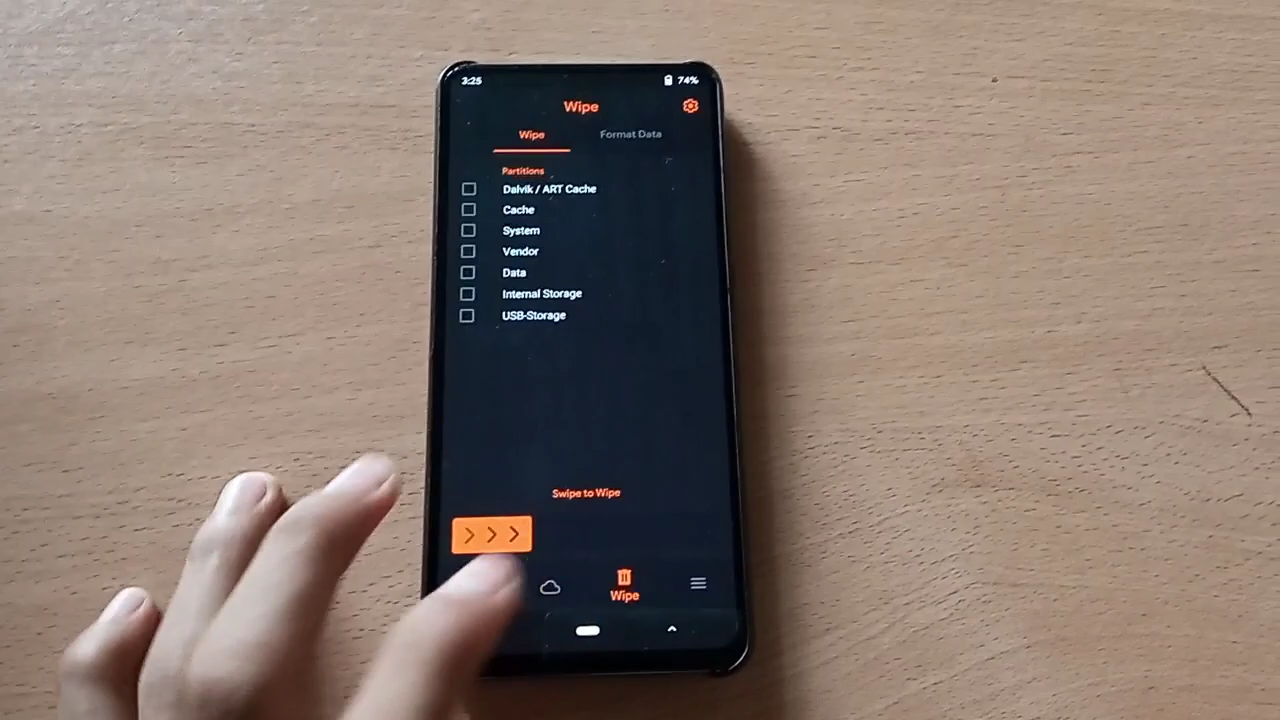 3:25
74%
Wipe
Wipe
Format Data
Partitions
Dalvik / ART Cache
Cache
System
Vendor
Data
Internal Storage
USB-Storage
Swipe to Wipe
Wipe